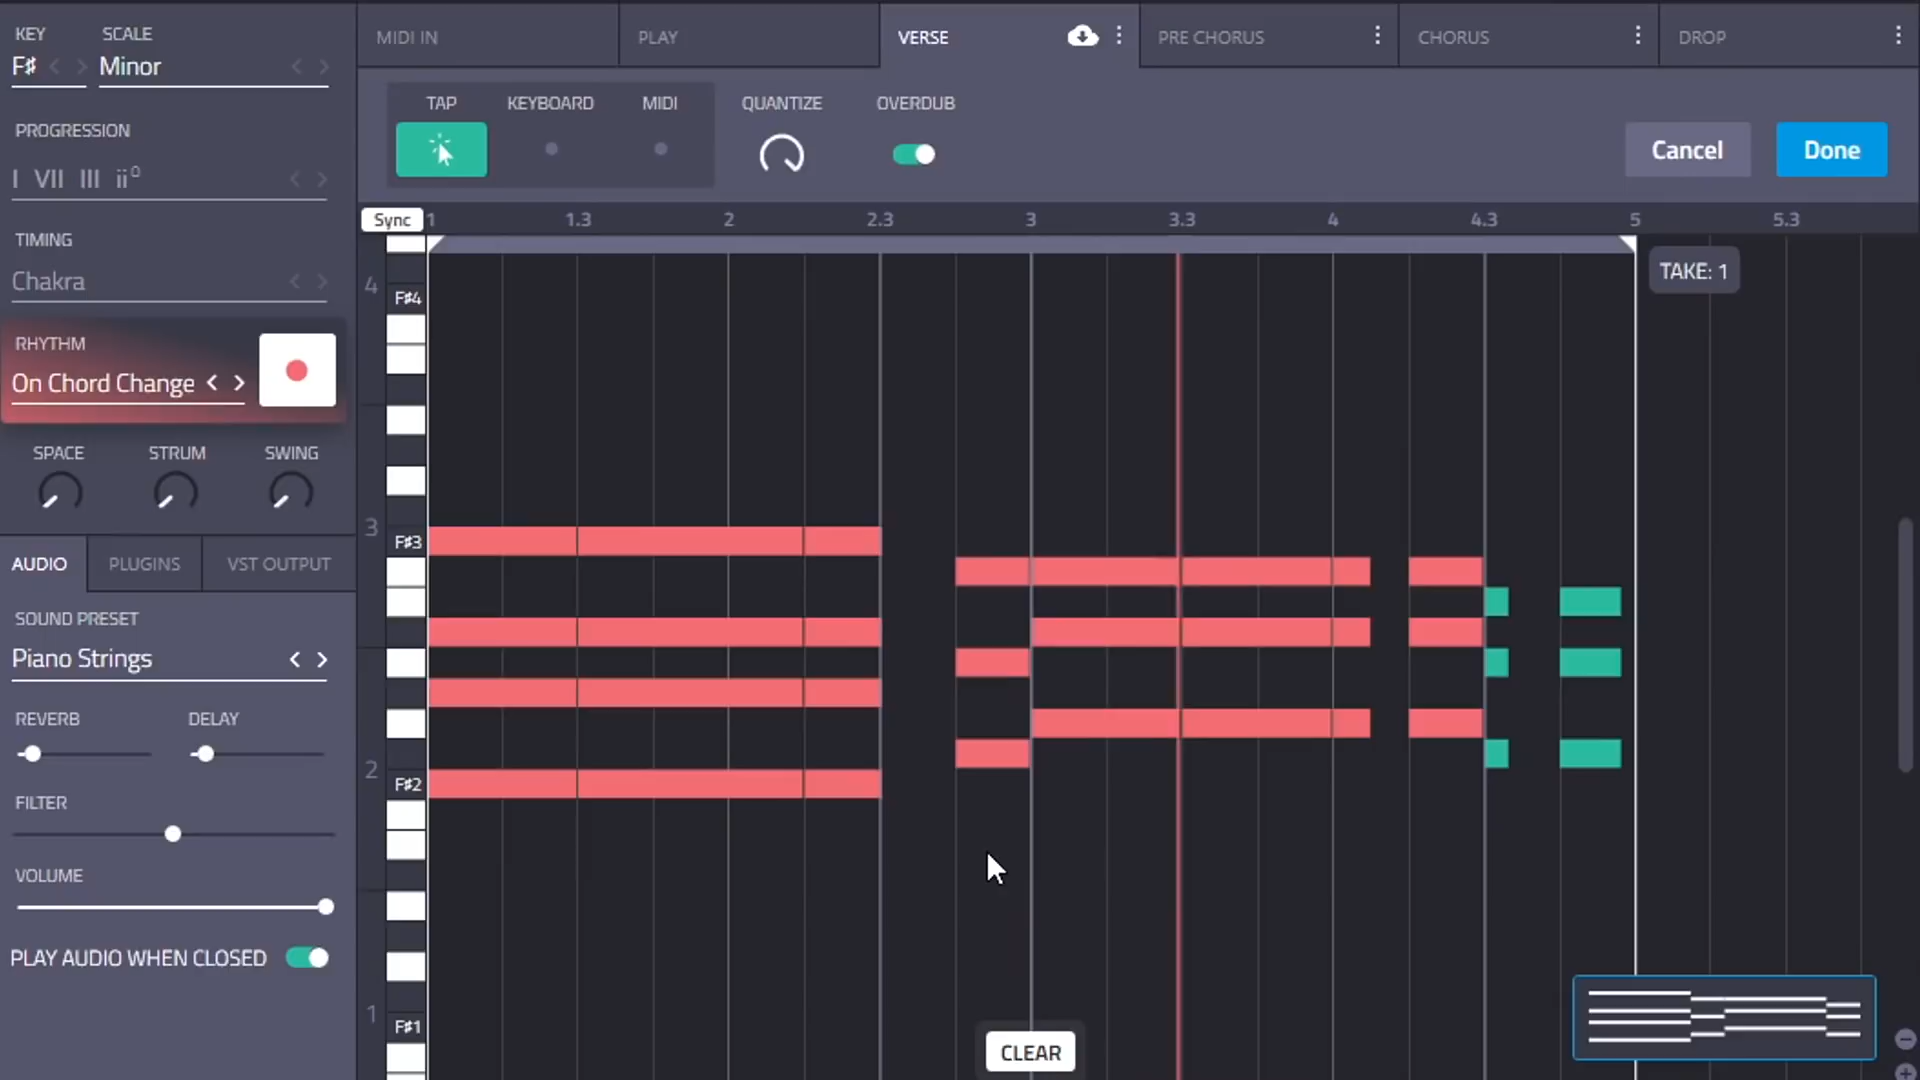 KEY SCALE
F♯ Minor
PROGRESSION
I VII III ii⁰
TIMING
Chakra
RHYTHM
On Chord Change
SPACE STRUM SWING
AUDIO PLUGINS VST OUTPUT
SOUND PRESET
Piano Strings
REVERB DELAY
FILTER
VOLUME
PLAY AUDIO WHEN CLOSED
MIDI IN PLAY VERSE PRE CHORUS CHORUS DROP
TAP KEYBOARD MIDI QUANTIZE OVERDUB
Cancel Done
Sync 1 1.3 2 2.3 3 3.3 4 4.3 5 5.3
TAKE: 1
4 F♯4
3 F♯3
2 F♯2
1 F♯1
CLEAR